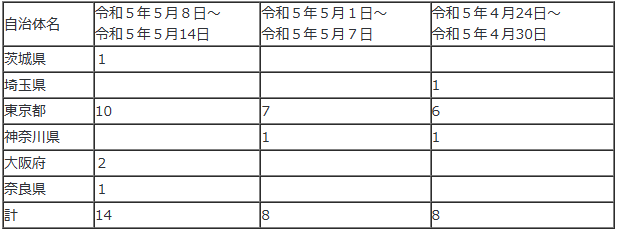 自治体名 令和５年５月８日～ 令和５年５月１日～ 令和５年４月24日～
令和５年５月14日 令和５年５月７日 令和５年４月30日
茨城県 １
埼玉県 1
東京都 10 7 6
神奈川県 1 1
大阪府 ２
奈良県 １
計 14 8 8